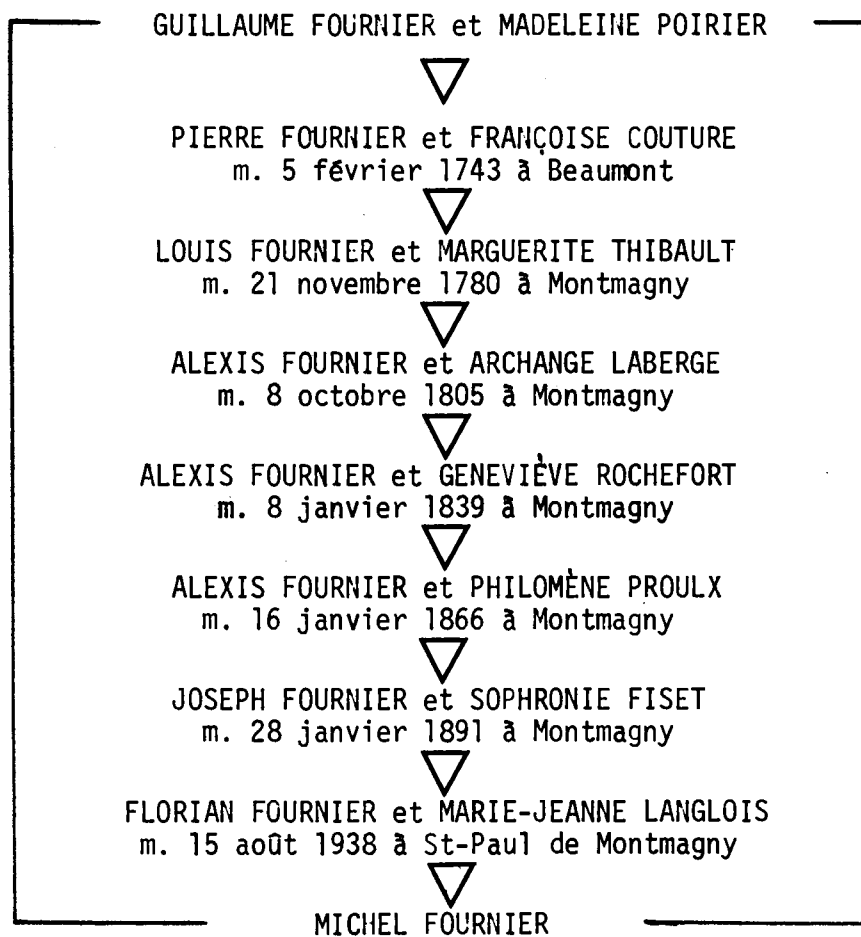 GUILLAUME FOURNIER et MADELEINE POIRIER
PIERRE FOURNIER et FRANÇOISE COUTURE
m. 5 février 1743 à Beaumont
LOUIS FOURNIER et MARGUERITE THIBAULT
m. 21 novembre 1780 à Montmagny
ALEXIS FOURNIER et ARCHANGE LABERGE
m. 8 octobre 1805 à Montmagny
ALEXIS FOURNIER et GENEVIÈVE ROCHEFORT
m. 8 janvier 1839 à Montmagny
ALEXIS FOURNIER et PHILOMÈNE PROULX
m. 16 janvier 1866 à Montmagny
JOSEPH FOURNIER et SOPHRONIE FISET
m. 28 janvier 1891 à Montmagny
FLORIAN FOURNIER et MARIE-JEANNE LANGLOIS
m. 15 août 1938 à St-Paul de Montmagny
MICHEL FOURNIER